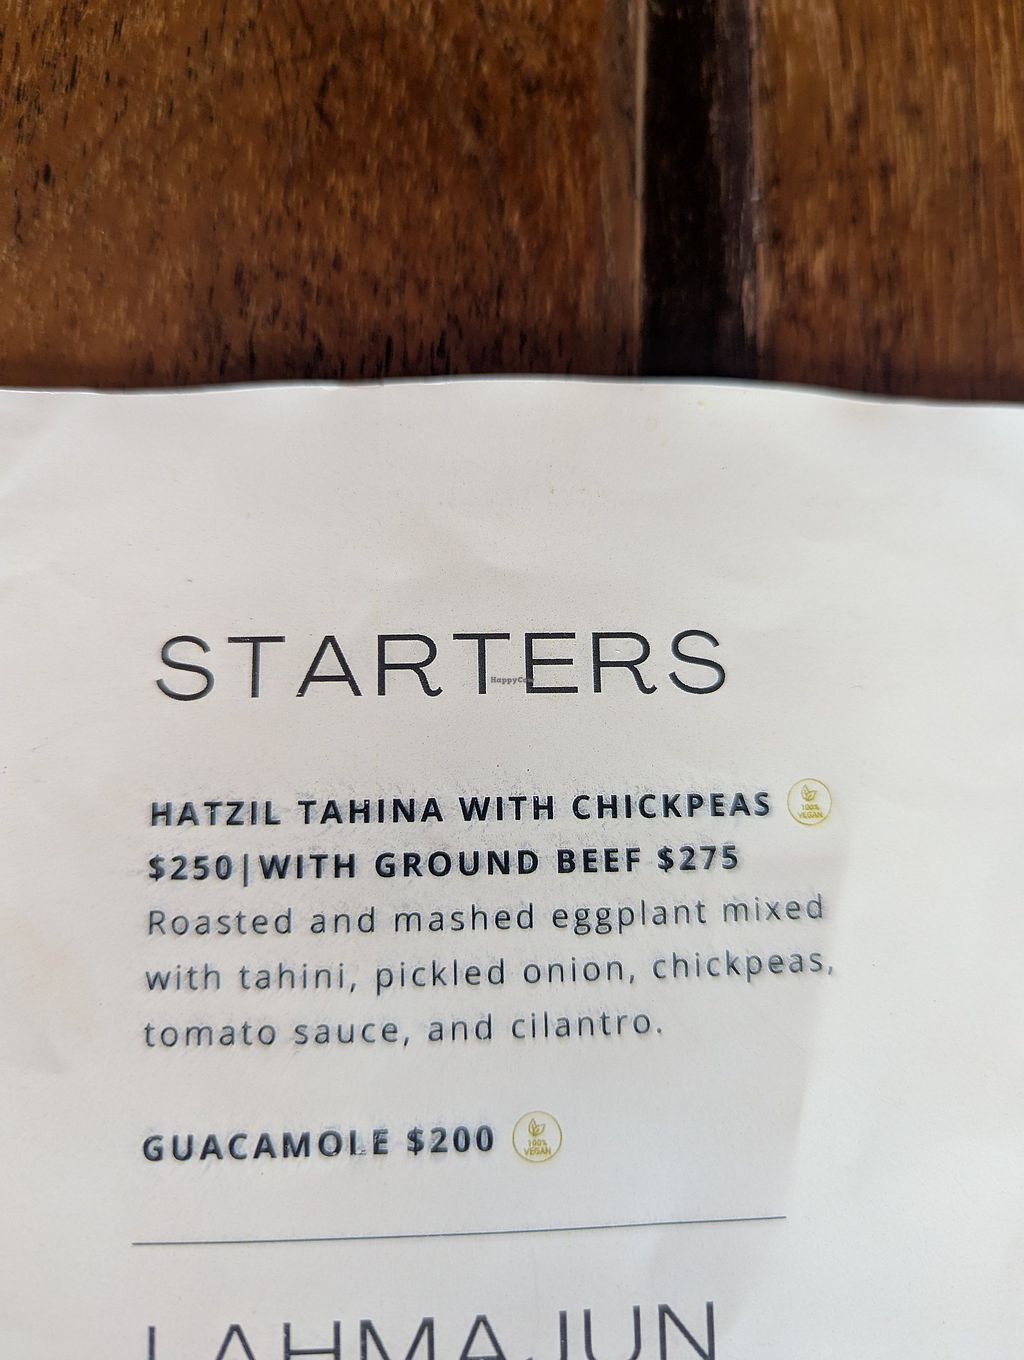 STARTERS
HappyCow
HATZIL TAHINA WITH CHICKPEAS
100%
VEGAN
$250|WITH GROUND BEEF $275
Roasted and mashed eggplant mixed
with tahini, pickled onion, chickpeas,
tomato sauce, and cilantro.
GUACAMOLE $200
100%
VEGAN
LAHMAJUN